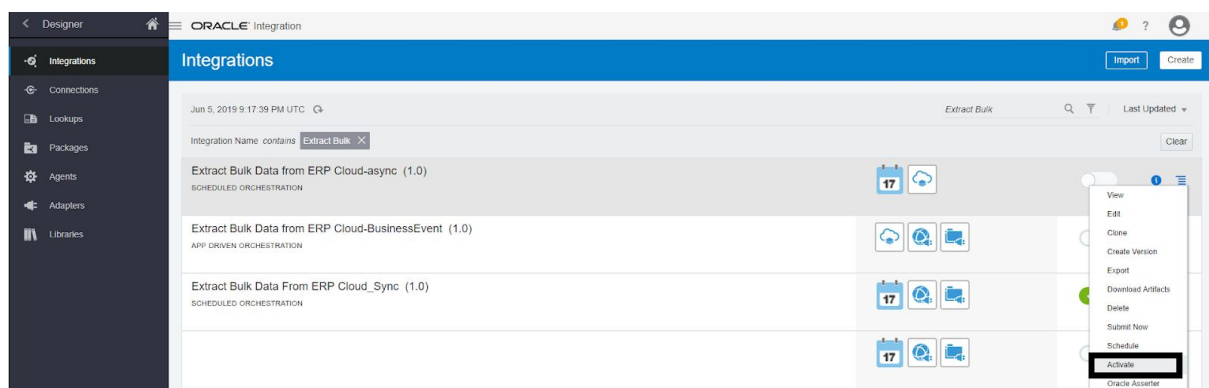 Designer
ORACLE Integration
1
?
Integrations
Integrations
Import
Create
Connections
Jun 5, 2019 9:17:39 PM UTC
Extract Bulk
Last Updated
Lookups
Integration Name contains Extract Bulk X
Clear
Packages
Agents
Adapters
Libraries
Extract Bulk Data from ERP Cloud-async (1.0)
SCHEDULED ORCHESTRATION
17
Extract Bulk Data from ERP Cloud-BusinessEvent (1.0)
APP DRIVEN ORCHESTRATION
Extract Bulk Data From ERP Cloud_Sync (1.0)
SCHEDULED ORCHESTRATION
17
17
View
Edit
Clone
Create Version
Export
Download Artifacts
Delete
Submit Now
Schedule
Activate
Oracle Asserter